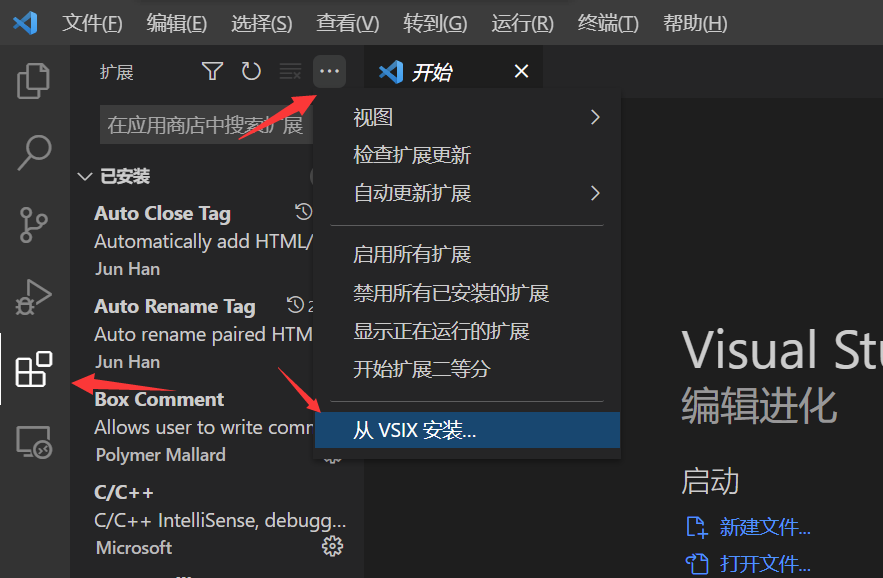 文件(F) 编辑(E) 选择(S) 查看(V) 转到(G) 运行(R) 终端(T) 帮助(H)
扩展
开始
在应用商店中搜索扩展
已安装
Auto Close Tag
Automatically add HTML/
Jun Han
Auto Rename Tag
Auto rename paired HTM
Jun Han
Box Comment
Allows user to write comm
Polymer Mallard
C/C++
C/C++ IntelliSense, debugg...
Microsoft
视图
检查扩展更新
自动更新扩展
启用所有扩展
禁用所有已安装的扩展
显示正在运行的扩展
开始扩展二等分
从 VSIX 安装...
Visual Stu
编辑进化
启动
新建文件...
打开文件...